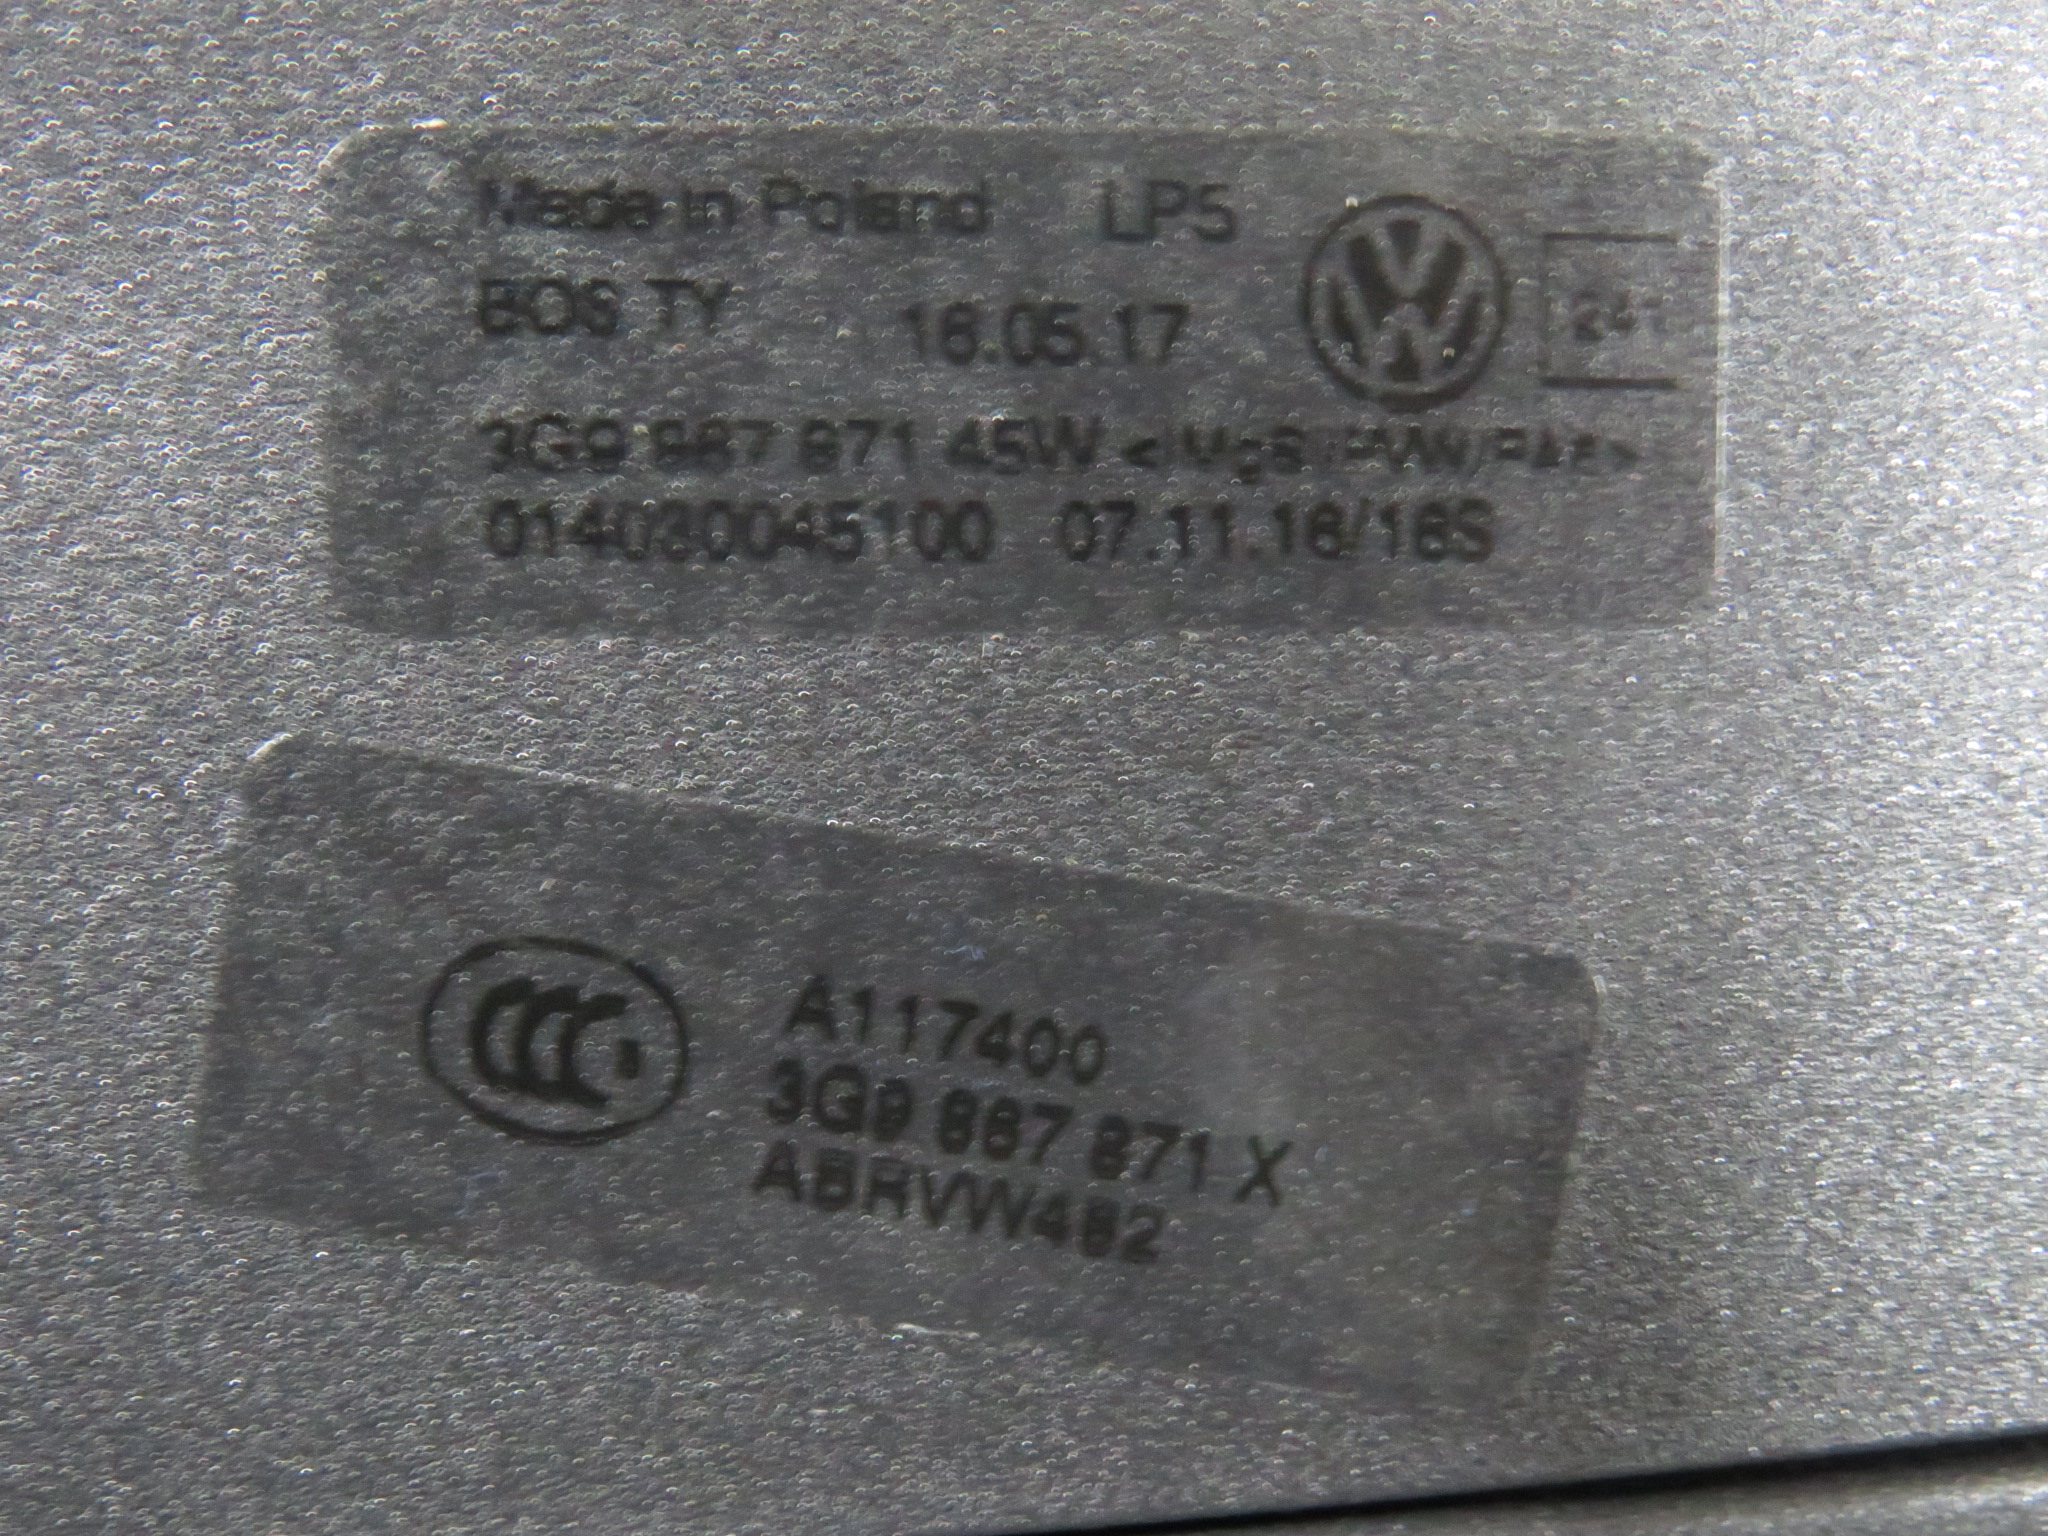 Made in Poland LP5
BOS TY 16.05.17
3G9 867 871 45W
014030045100 07.11.16/16S
A117400
3G9 867 871 X
ABRVW482